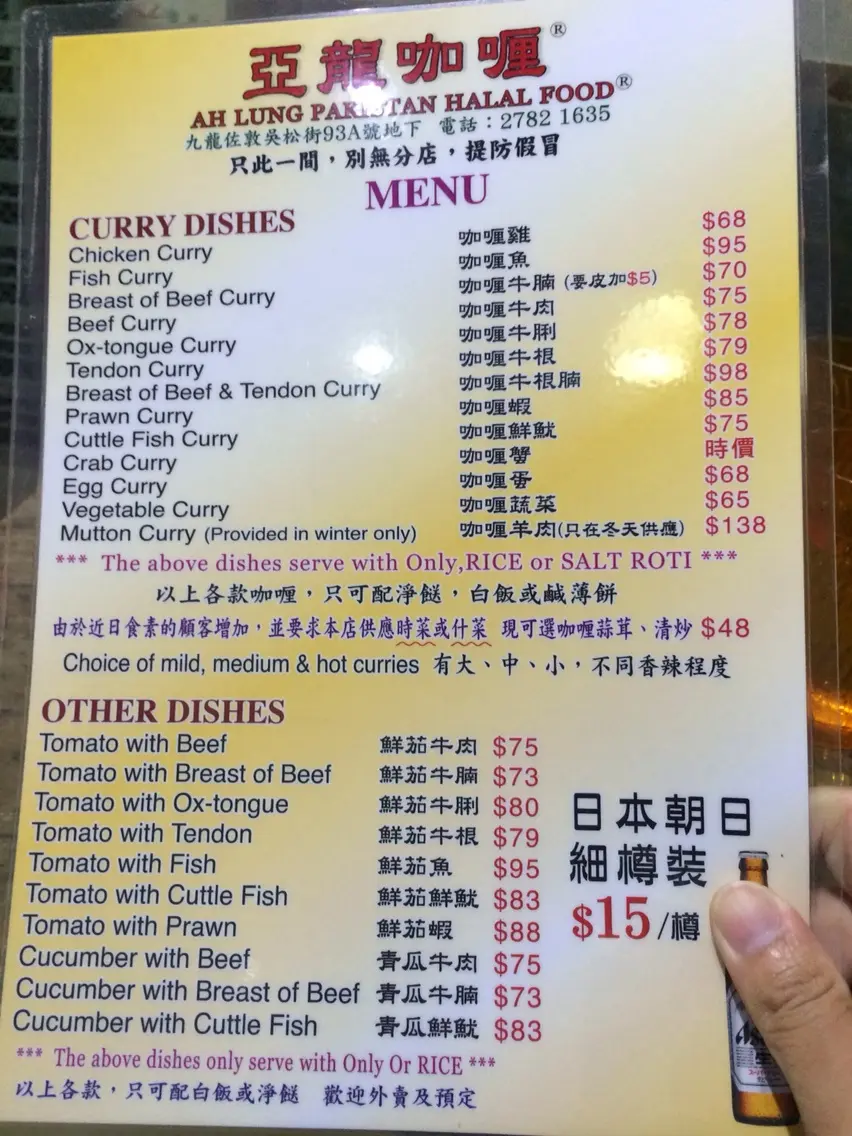 亞龍咖喱®
AH LUNG PAKISTAN HALAL FOOD®
九龍佐敦吳松街93A號地下 電話：2782 1635
只此一間，別無分店，提防假冒
MENU
CURRY DISHES
Chicken Curry 咖喱雞 $68
Fish Curry 咖喱魚 $95
Breast of Beef Curry 咖喱牛腩 (要皮加$5) $70
Beef Curry 咖喱牛肉 $75
Ox-tongue Curry 咖喱牛脷 $78
Tendon Curry 咖喱牛根 $79
Breast of Beef & Tendon Curry 咖喱牛根腩 $98
Prawn Curry 咖喱蝦 $85
Cuttle Fish Curry 咖喱鮮魷 $75
Crab Curry 咖喱蟹 時價
Egg Curry 咖喱蛋 $68
Vegetable Curry 咖喱蔬菜 $65
Mutton Curry (Provided in winter only) 咖喱羊肉(只在冬天供應) $138
*** The above dishes serve with Only,RICE or SALT ROTI ***
以上各款咖喱，只可配淨餸，白飯或鹹薄餅
由於近日食素的顧客增加，並要求本店供應時菜或什菜 現可選咖喱蒜茸、清炒 $48
Choice of mild, medium & hot curries 有大、中、小，不同香辣程度
OTHER DISHES
Tomato with Beef 鮮茄牛肉 $75
Tomato with Breast of Beef 鮮茄牛腩 $73
Tomato with Ox-tongue 鮮茄牛脷 $80
Tomato with Tendon 鮮茄牛根 $79
Tomato with Fish 鮮茄魚 $95
Tomato with Cuttle Fish 鮮茄鮮魷 $83
Tomato with Prawn 鮮茄蝦 $88
Cucumber with Beef 青瓜牛肉 $75
Cucumber with Breast of Beef 青瓜牛腩 $73
Cucumber with Cuttle Fish 青瓜鮮魷 $83
*** The above dishes only serve with Only Or RICE ***
以上各款，只可配白飯或淨餸 歡迎外賣及預定
日本朝日
細樽裝
$15/樽